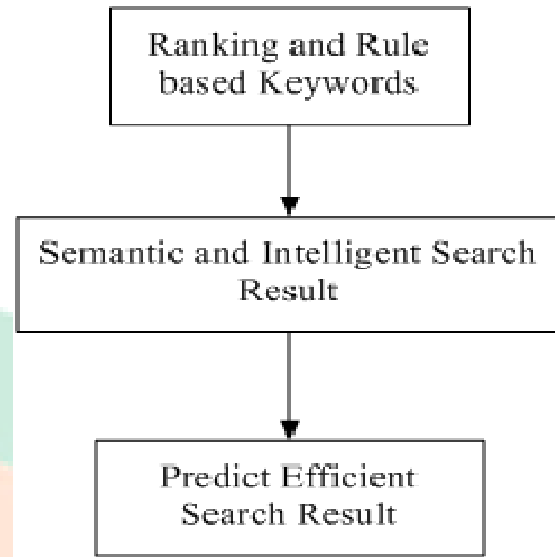 Ranking and Rule
based Keywords
Semantic and Intelligent Search
Result
Predict Efficient
Search Result